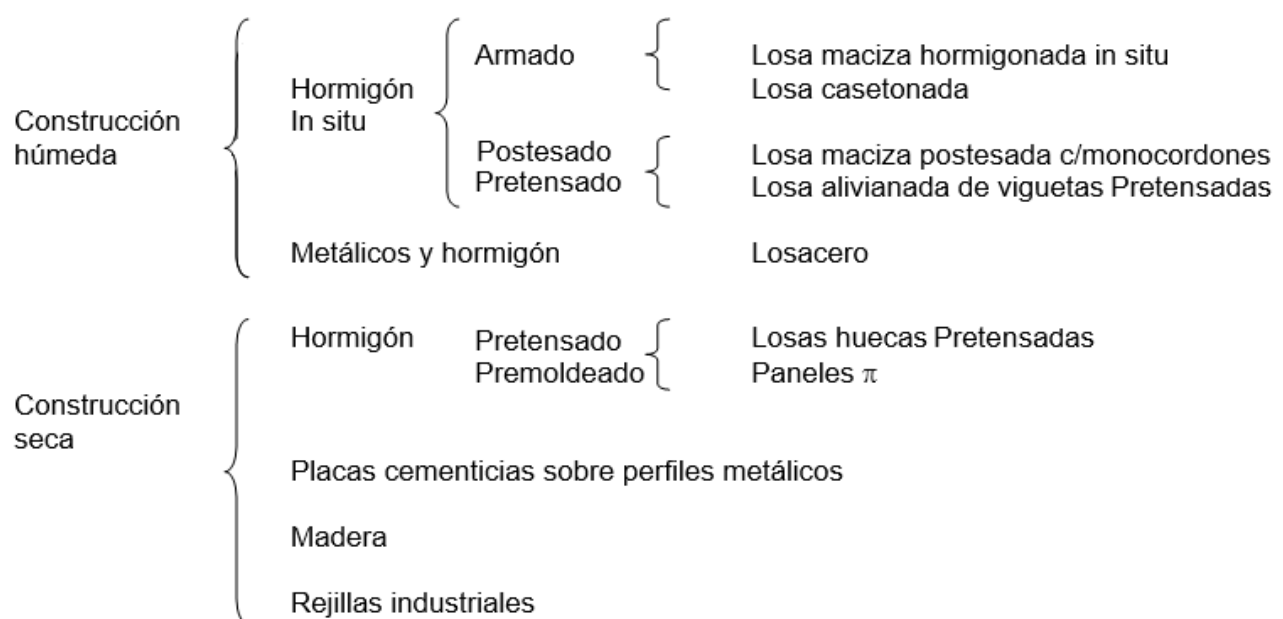 Construcción
húmeda
Hormigón
In situ
Armado
Losa maciza hormigonada in situ
Losa casetonada
Postesado
Pretensado
Losa maciza postesada c/monocordones
Losa alivianada de viguetas Pretensadas
Metálicos y hormigón
Losacero
Construcción
seca
Hormigón
Pretensado
Premoldeado
Losas huecas Pretensadas
Paneles π
Placas cementicias sobre perfiles metálicos
Madera
Rejillas industriales